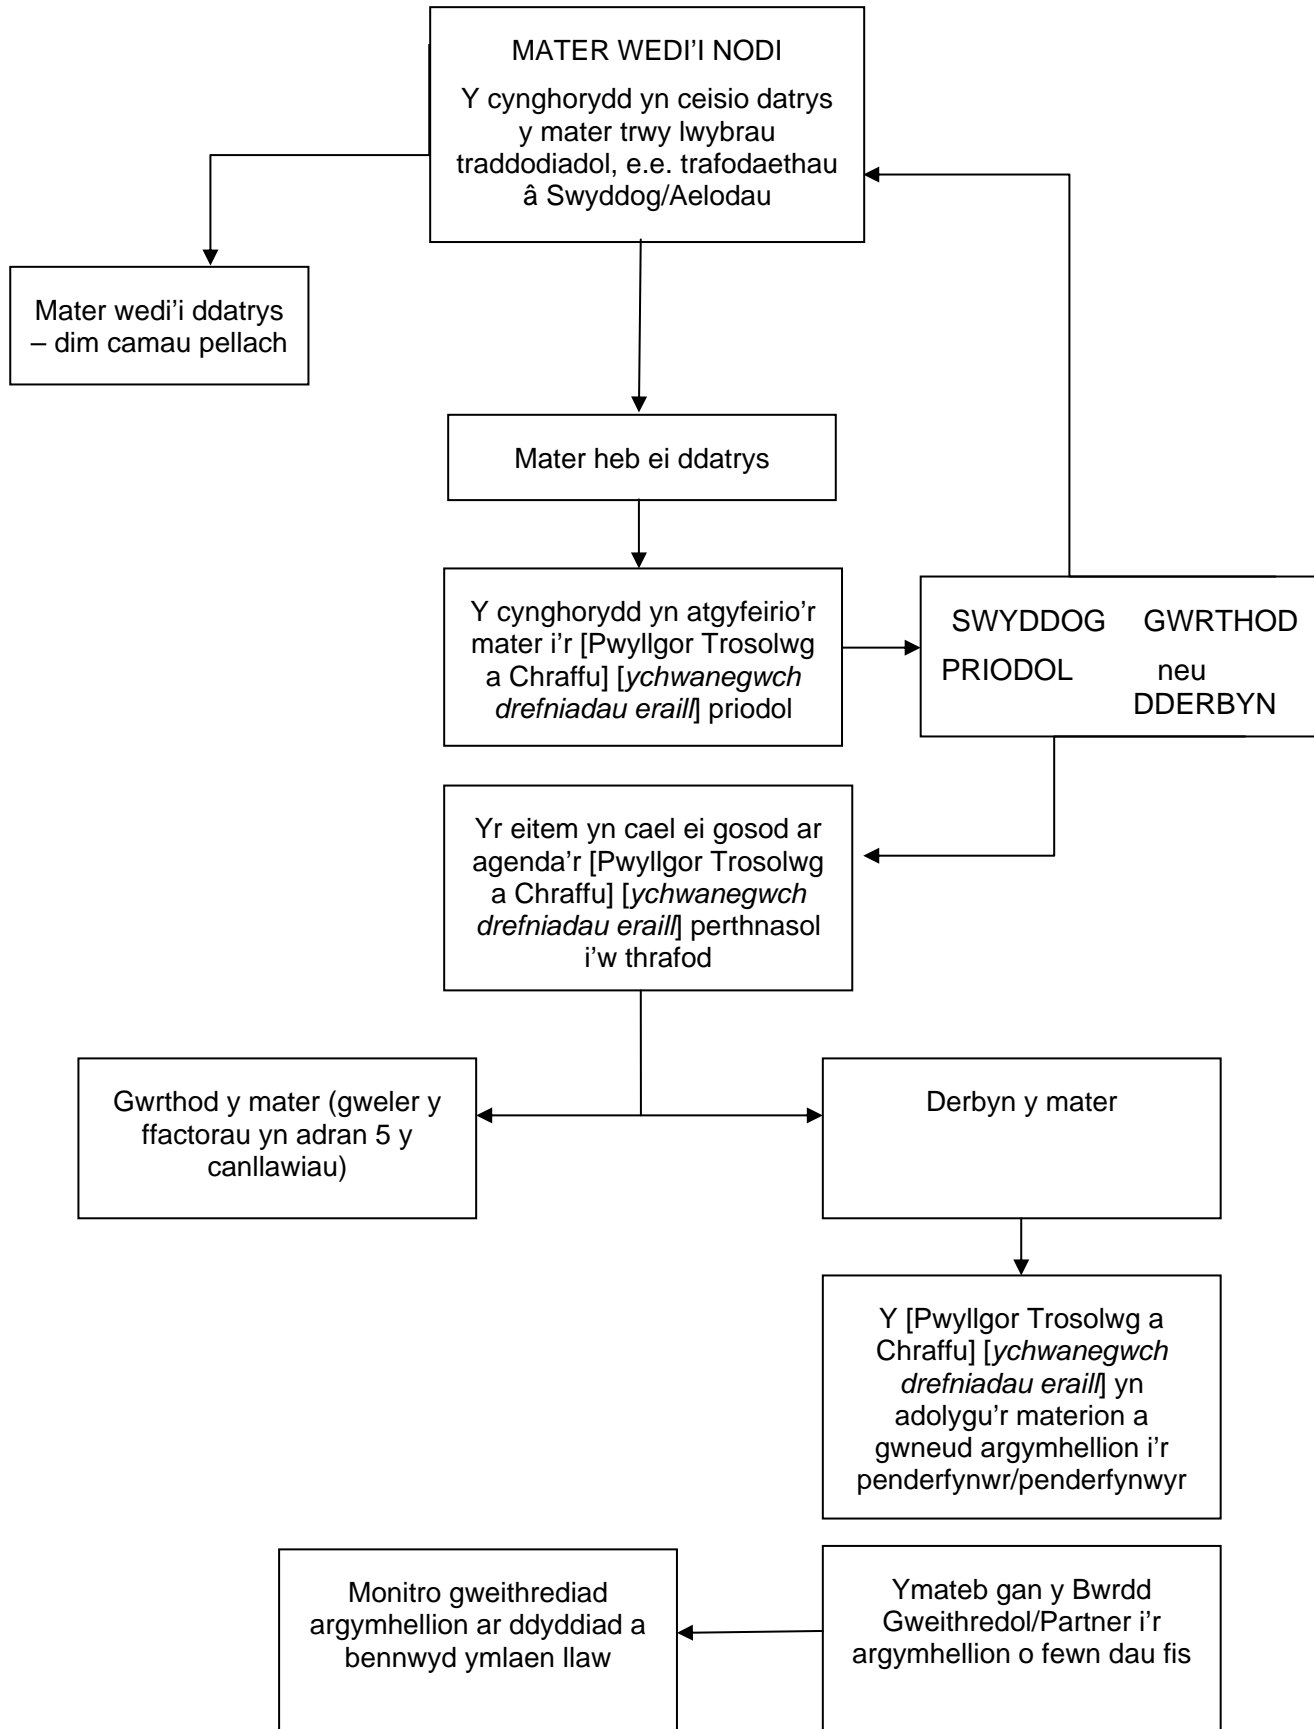 MATER WEDI'I NODI
Y cynghorydd yn ceisio datrys
y mater trwy lwybrau
traddodiadol, e.e. trafodaethau
â Swyddog/Aelodau
Mater wedi’i ddatrys
– dim camau pellach
Mater heb ei ddatrys
Y cynghorydd yn atgyfeirio’r
mater i’r [Pwyllgor Trosolwg
a Chraffu] [ychwanegwch
drefniadau eraill] priodol
SWYDDOG GWRTHOD
PRIODOL neu
DDERBYN
Yr eitem yn cael ei gosod ar
agenda’r [Pwyllgor Trosolwg
a Chraffu] [ychwanegwch
drefniadau eraill] perthnasol
i’w thrafod
Gwrthod y mater (gweler y
ffactorau yn adran 5 y
canllawiau)
Derbyn y mater
Y [Pwyllgor Trosolwg a
Chraffu] [ychwanegwch
drefniadau eraill] yn
adolygu’r materion a
gwneud argymhellion i’r
penderfynwr/penderfynwyr
Monitro gweithrediad
argymhellion ar ddyddiad a
bennwyd ymlaen llaw
Ymateb gan y Bwrdd
Gweithredol/Partner i’r
argymhellion o fewn dau fis